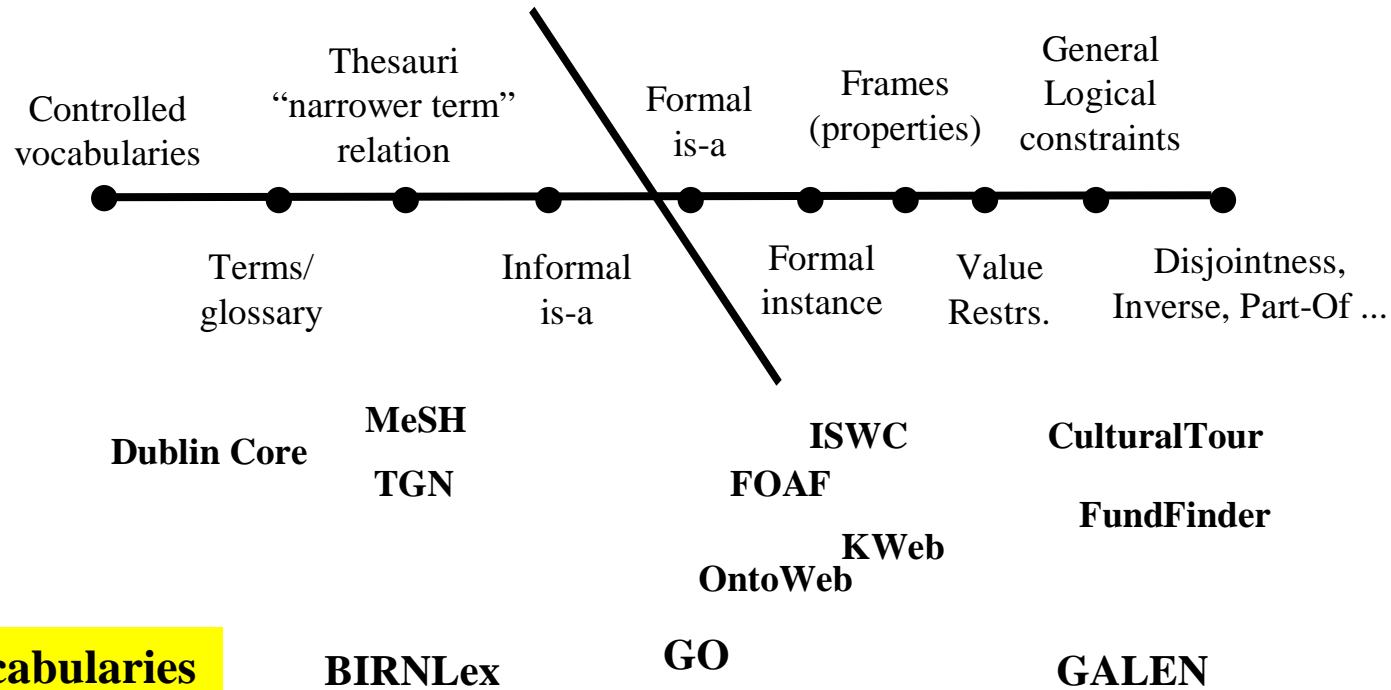 Controlled
vocabularies
Thesauri
“narrower term”
relation
Formal
is-a
Frames
(properties)
General
Logical
constraints
Terms/
glossary
Informal
is-a
Formal
instance
Value
Restrs.
Disjointness,
Inverse, Part-Of ...
Dublin Core
MeSH
TGN
ISWC
FOAF
KWeb
OntoWeb
CulturalTour
FundFinder
cabularies
BIRNLex
GO
GALEN